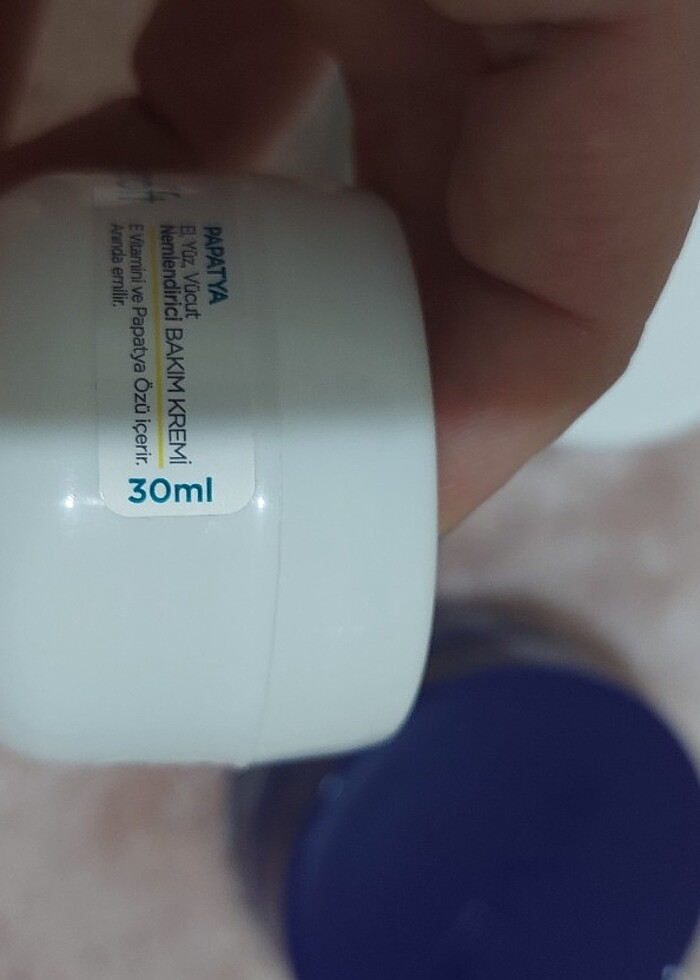 PAPATYA
El, Yüz, Vücut
Nemlendirici BAKIM KREMİ
E Vitamini ve Papatya Özü içerir.
Anında emilir.
30ml